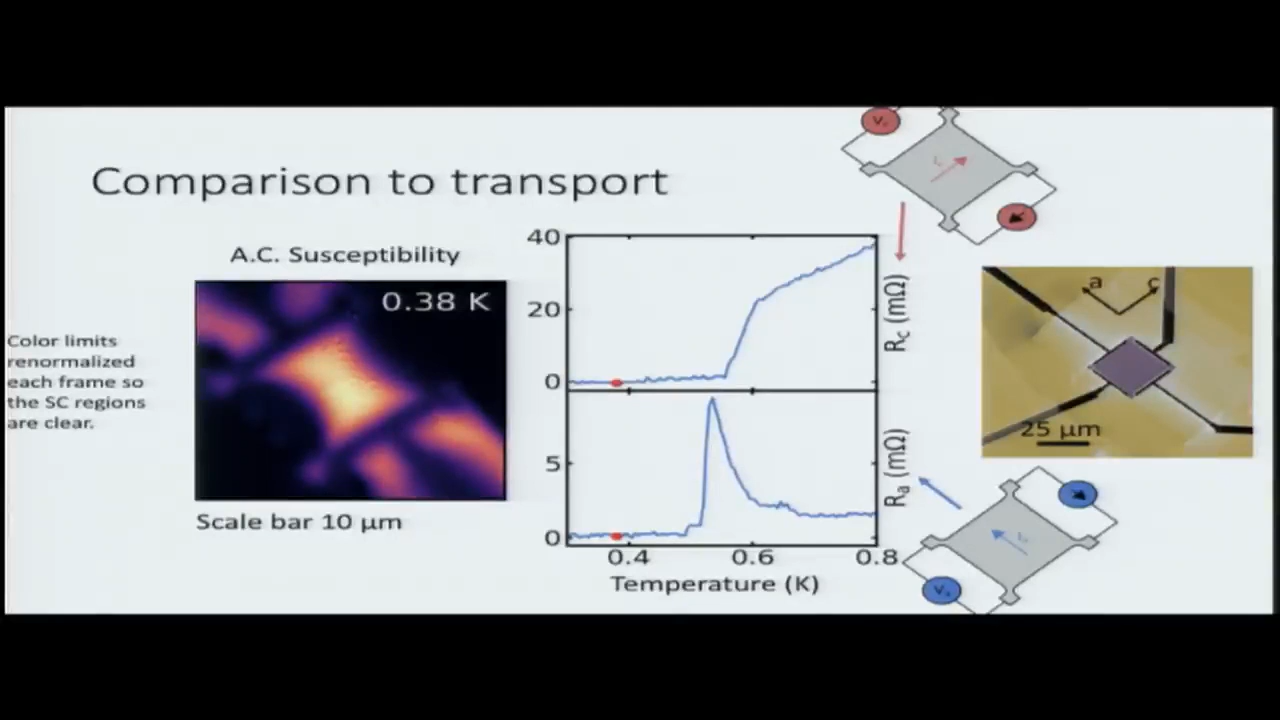 Comparison to transport
A.C. Susceptibility
0.38 K
Color limits
renormalized
each frame so
the SC regions
are clear.
Scale bar 10 µm
40
20
0
5
0
0.4
0.6
0.8
Temperature (K)
R_c (mΩ)
R_a (mΩ)
a
c
25 µm